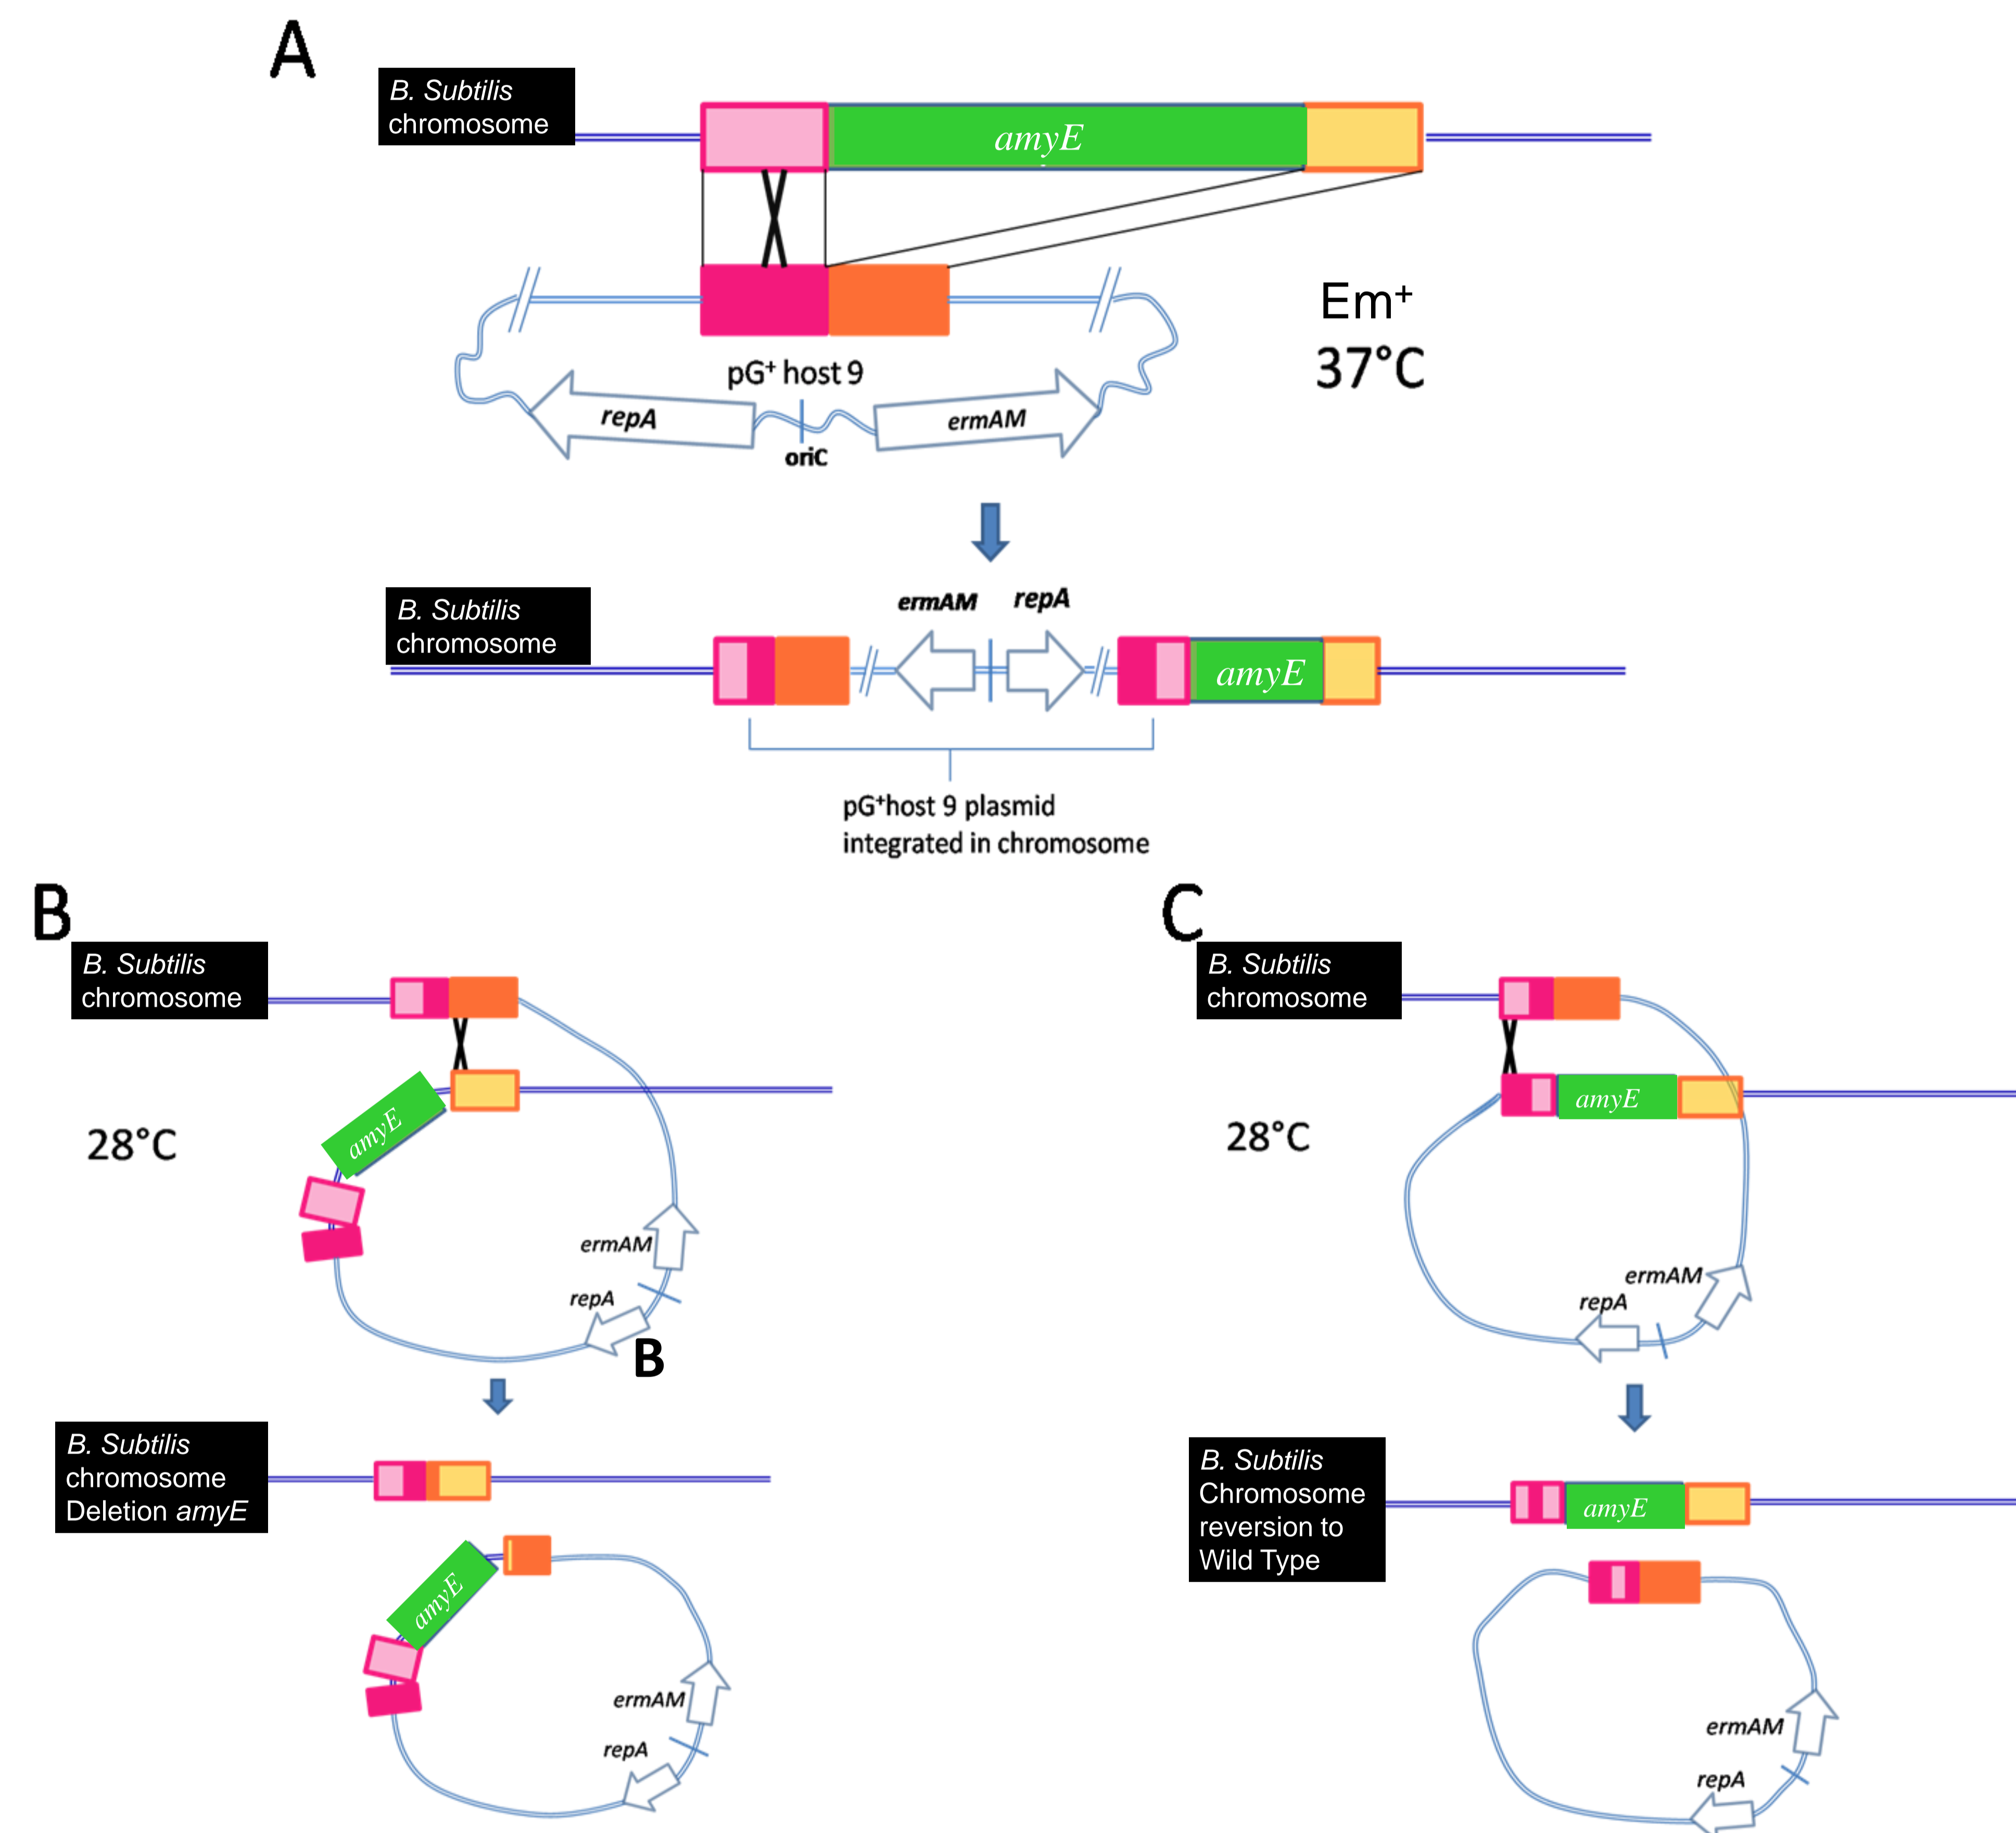 A
B. Subtilis
chromosome
amyE
Em⁺
37°C
pG⁺ host 9
repA
ermAM
oriC
B. Subtilis
chromosome
ermAM
repA
amyE
pG⁺host 9 plasmid
integrated in chromosome
B
B. Subtilis
chromosome
amyE
28°C
ermAM
repA
B
B. Subtilis
chromosome
Deletion amyE
amyE
ermAM
repA
C
B. Subtilis
chromosome
amyE
28°C
ermAM
repA
B. Subtilis
Chromosome
reversion to
Wild Type
amyE
ermAM
repA